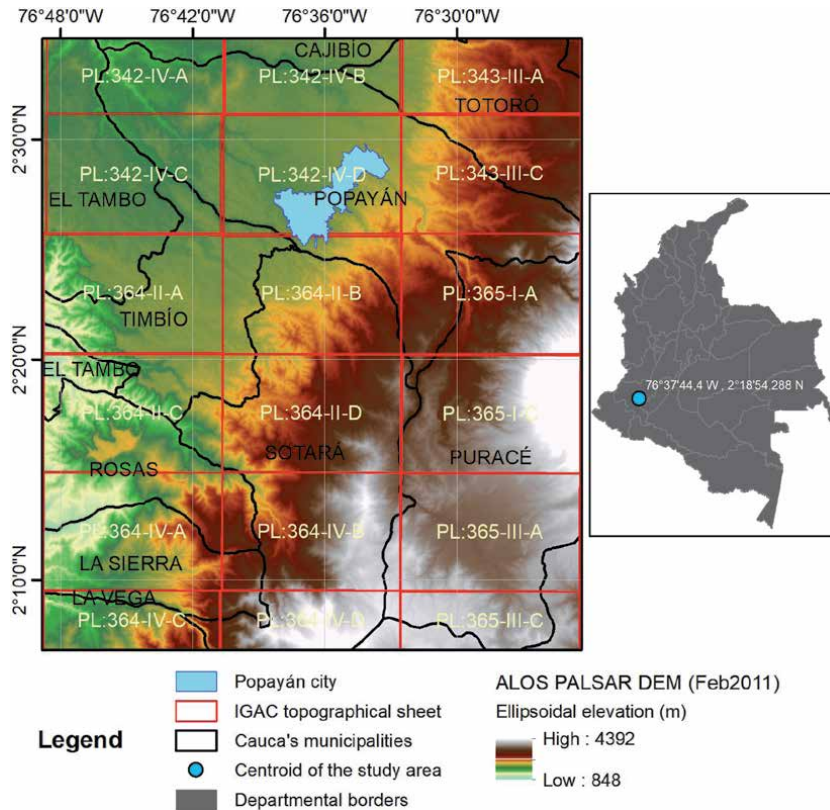 76°48'0"W 76°42'0"W 76°36'0"W 76°30'0"W
CAJIBÍO
PL:342-IV-A PL:342-IV-B PL:343-III-A
TOTORÓ
2°30'0"N
PL:342-IV-C PL:342-IV-D PL:343-III-C
EL TAMBO POPAYÁN
PL:364-II-A PL:364-II-B PL:365-I-A
TIMBÍO
2°20'0"N
EL TAMBO
PL:364-II-C PL:364-II-D PL:365-I-C
ROSAS SOTARÁ PURACÉ
PL:364-IV-A PL:364-IV-B PL:365-III-A
LA SIERRA
2°10'0"N
LA VEGA
PL:364-IV-C PL:364-IV-D PL:365-III-C
76°37'44,4 W , 2°18'54.288 N
Legend
Popayán city
IGAC topographical sheet
Cauca's municipalities
Centroid of the study area
Departmental borders
ALOS PALSAR DEM (Feb2011)
Ellipsoidal elevation (m)
High : 4392
Low : 848